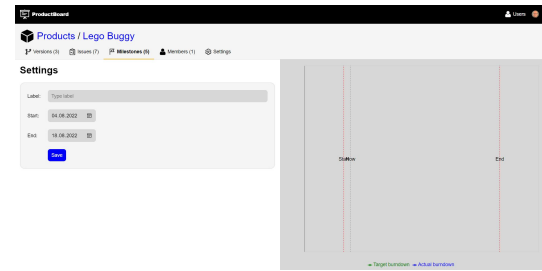 ProductBoard
Users
Products / Lego Buggy
Versions (3)
Issues (7)
Milestones (5)
Members (1)
Settings
Settings
Label:
Type label
Start:
04.08.2022
End:
18.08.2022
Save
Start
Now
End
Target burndown
Actual burndown